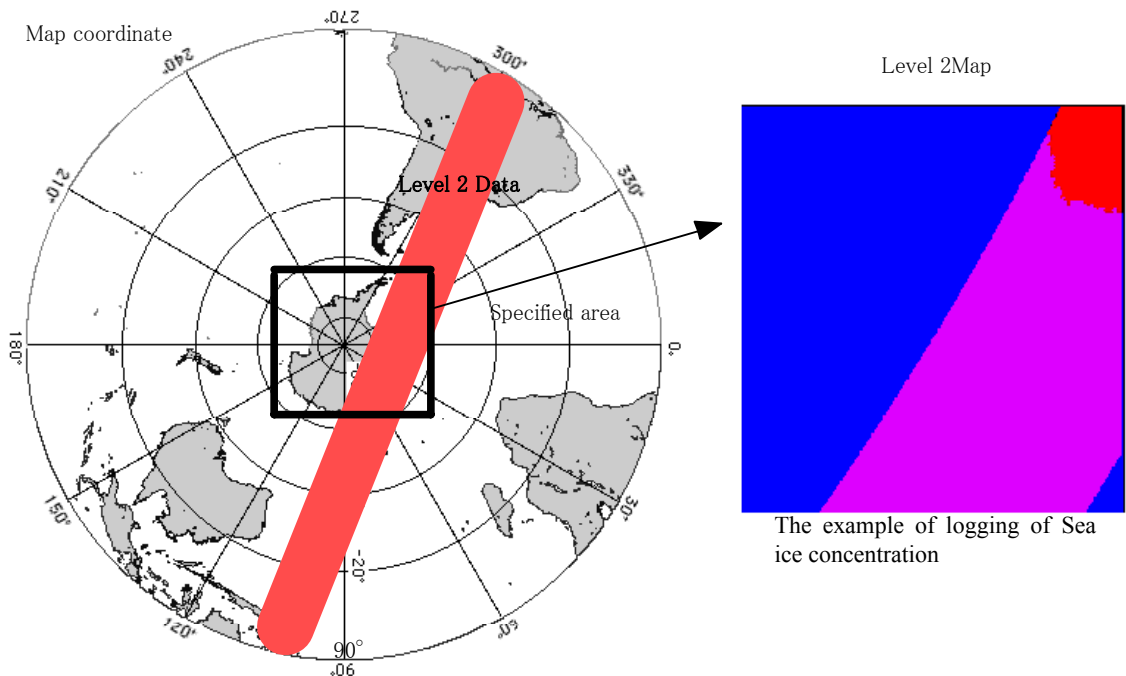 Map coordinate
270°
240°
300°
Level 2Map
210°
330°
Level 2 Data
Specified area
180°
0°
150°
30°
The example of logging of Sea
ice concentration
-20°
120°
60°
90°
90°